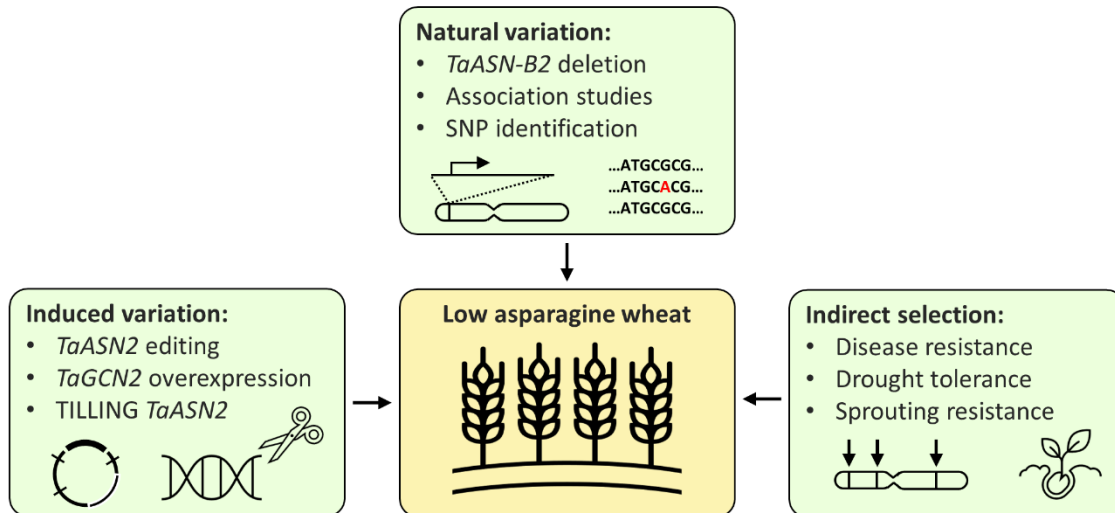 Natural variation:
• TaASN-B2 deletion
• Association studies
• SNP identification
...ATGCGCG...
...ATGCACG...
...ATGCGCG...
Induced variation:
• TaASN2 editing
• TaGCN2 overexpression
• TILLING TaASN2
Low asparagine wheat
Indirect selection:
• Disease resistance
• Drought tolerance
• Sprouting resistance